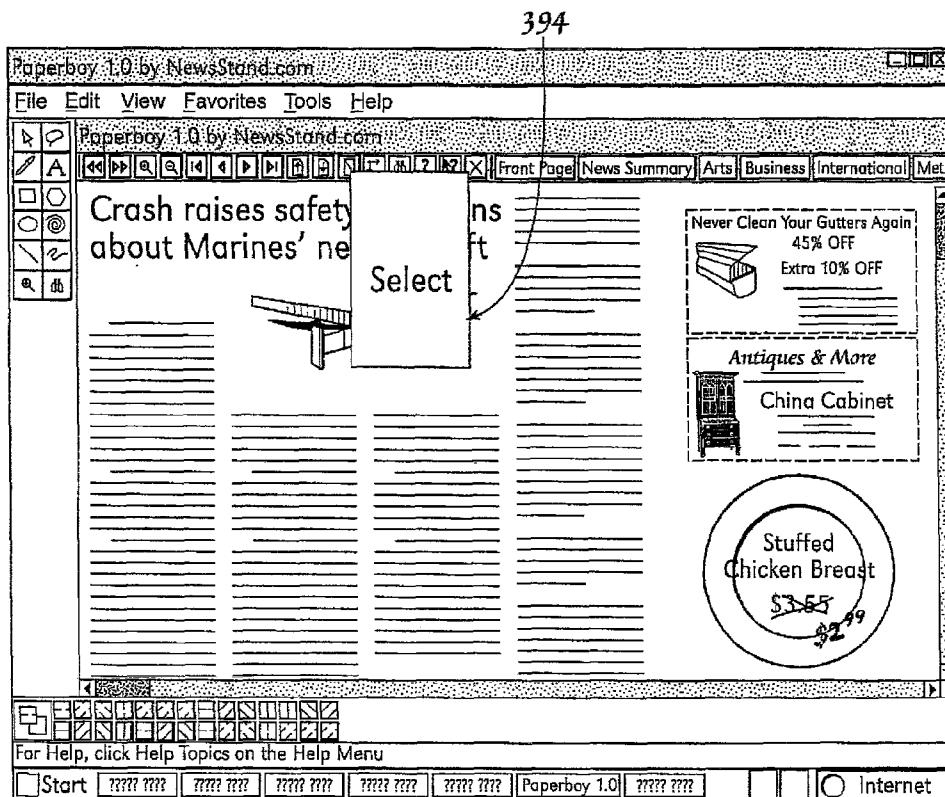 394
Paperboy 1.0 by NewsStand.com
File Edit View Favorites Tools Help
Paperboy 1.0 by NewsStand.com
A ? Front Page News Summary Arts Business International Met
Crash raises safety ns
about Marines' ne ft
Select
Never Clean Your Gutters Again
45% OFF
Extra 10% OFF
Antiques & More
China Cabinet
Stuffed
Chicken Breast
$3.55
$2.99
For Help, click Help Topics on the Help Menu
Start ????? ???? ????? ???? ????? ???? ????? ???? ????? ???? Paperboy 1.0 ????? ???? Internet